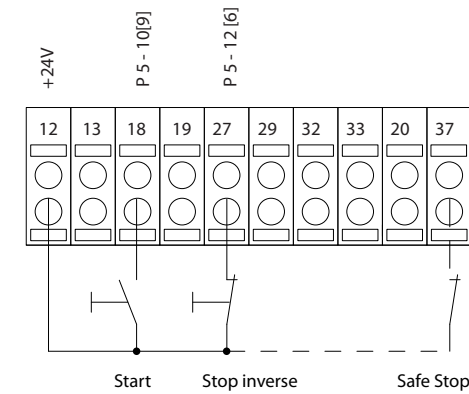 +24V
P 5 - 10[9]
P 5 - 12 [6]
12 13 18 19 27 29 32 33 20 37
Start Stop inverse Safe Stop